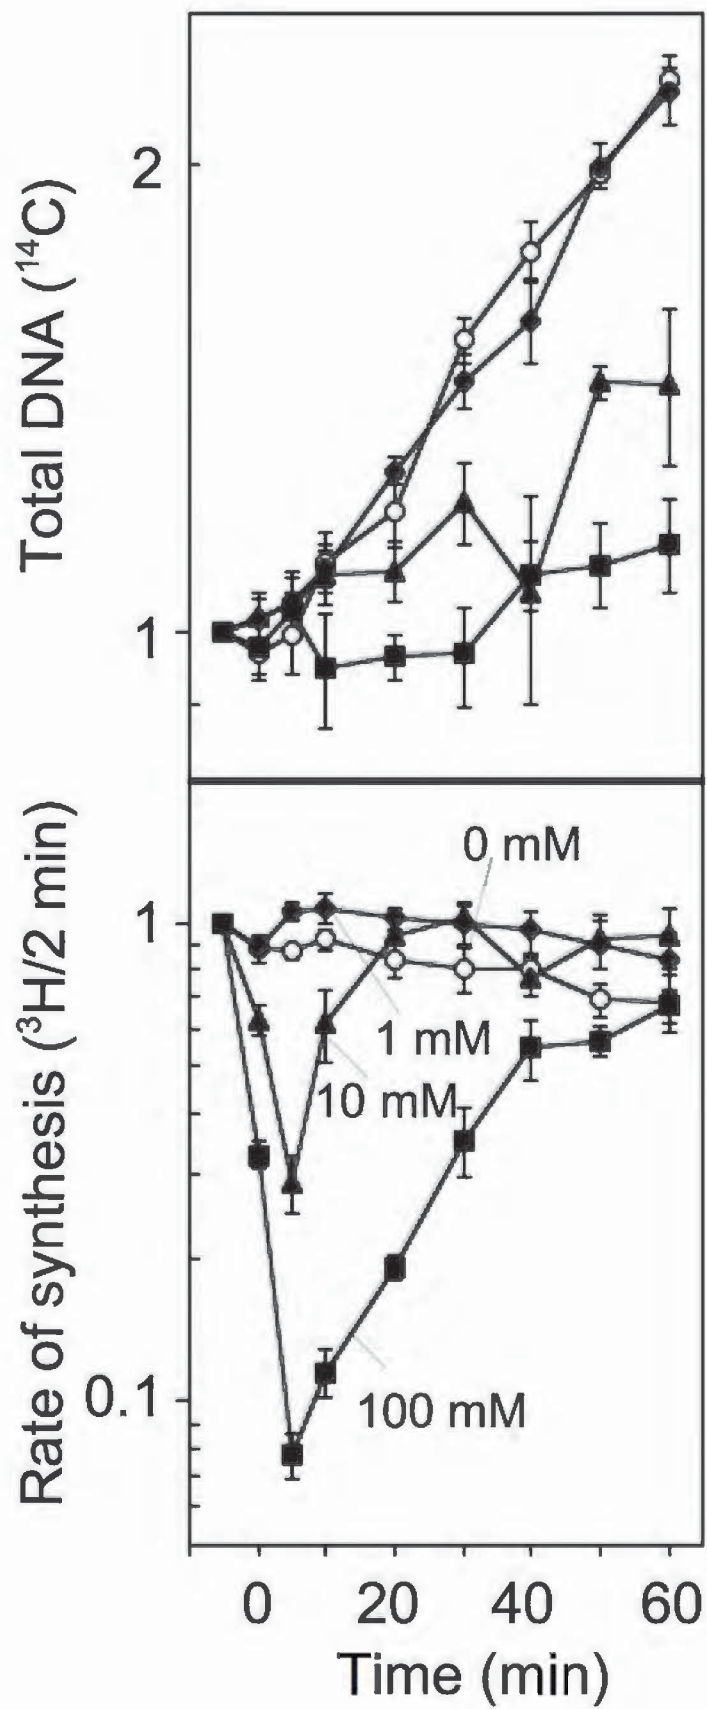 Total DNA (¹⁴C)
2
1
Rate of synthesis (³H/2 min)
1
0.1
0 mM
1 mM
10 mM
100 mM
0 20 40 60
Time (min)